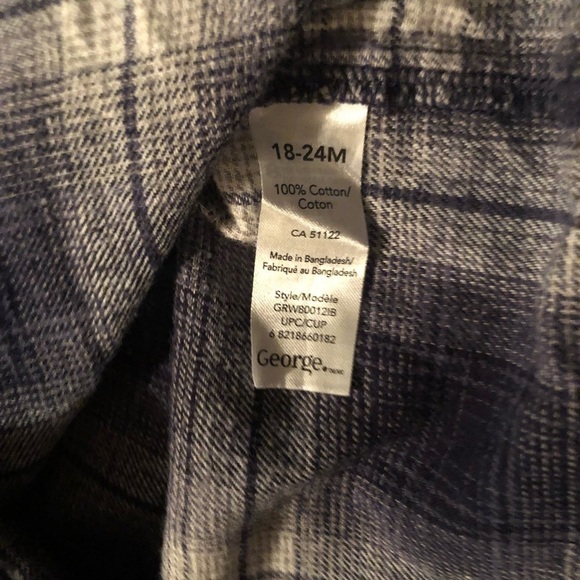 18-24M
100% Cotton/
Coton
CA 51122
Made in Bangladesh/
Fabriqué au Bangladesh
Style/Modèle
GRW80012IB
UPC/CUP
6 8218660182
George.